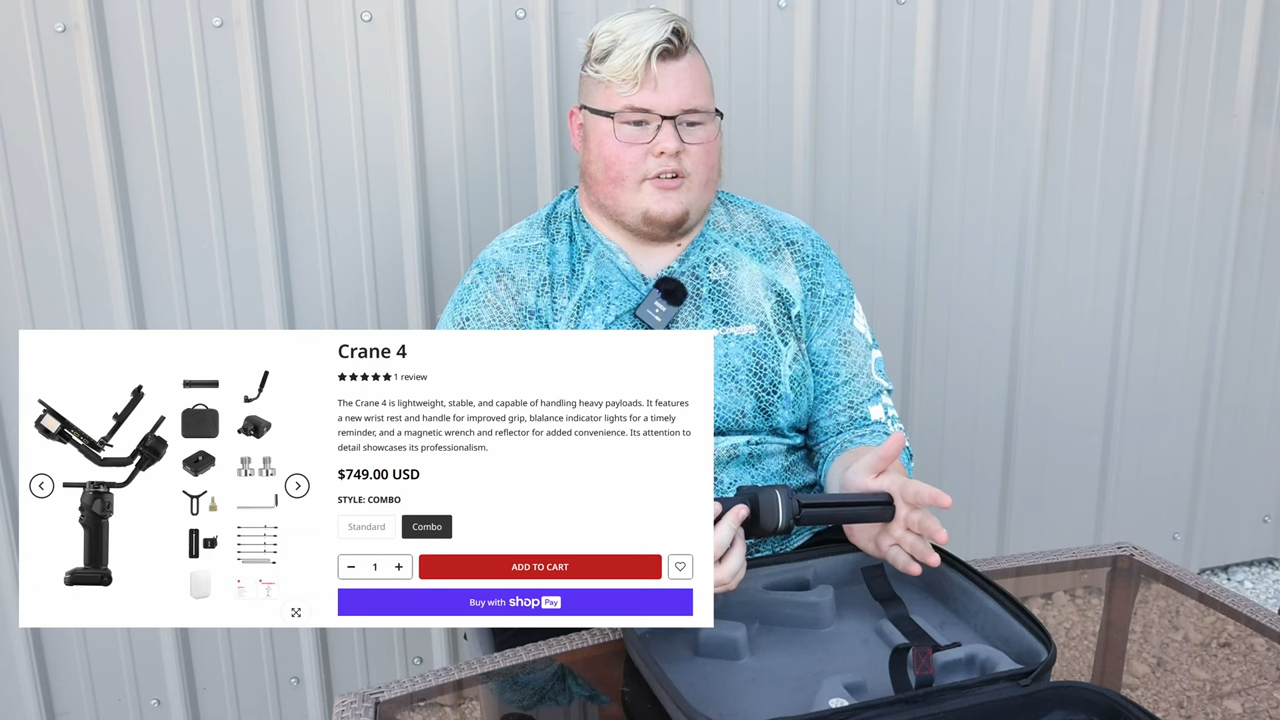 Crane 4
1 review
The Crane 4 is lightweight, stable, and capable of handling heavy payloads. It features
a new wrist rest and handle for improved grip, blalance indicator lights for a timely
reminder, and a magnetic wrench and reflector for added convenience. Its attention to
detail showcases its professionalism.
$749.00 USD
STYLE: COMBO
Standard
Combo
− 1 +
ADD TO CART
Buy with shop Pay